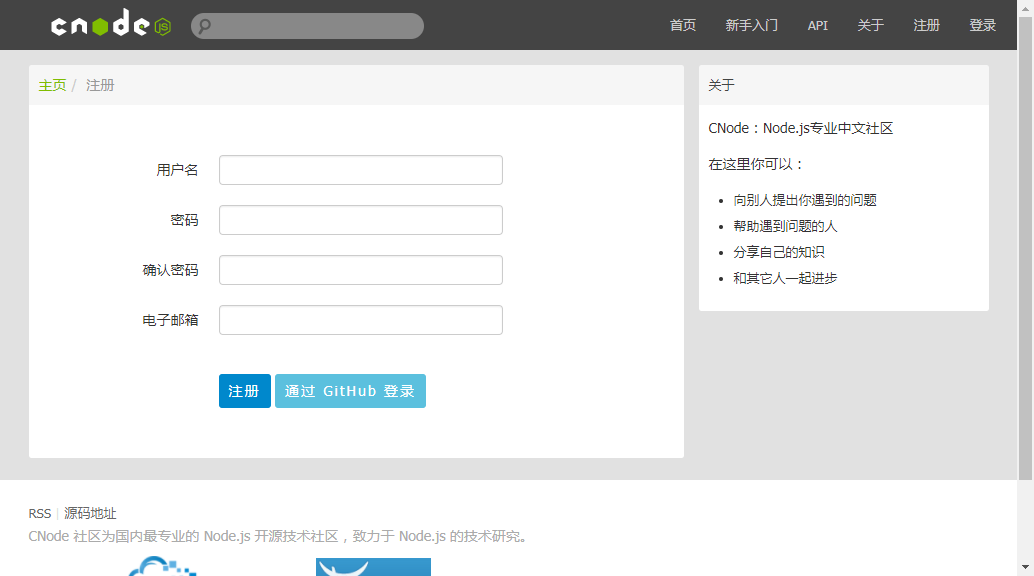 cnode JS 首页 新手入门 API 关于 注册 登录
主页 / 注册
用户名
密码
确认密码
电子邮箱
注册 通过 GitHub 登录
关于
CNode：Node.js专业中文社区
在这里你可以：
向别人提出你遇到的问题
帮助遇到问题的人
分享自己的知识
和其它人一起进步
RSS | 源码地址
CNode 社区为国内最专业的 Node.js 开源技术社区，致力于 Node.js 的技术研究。